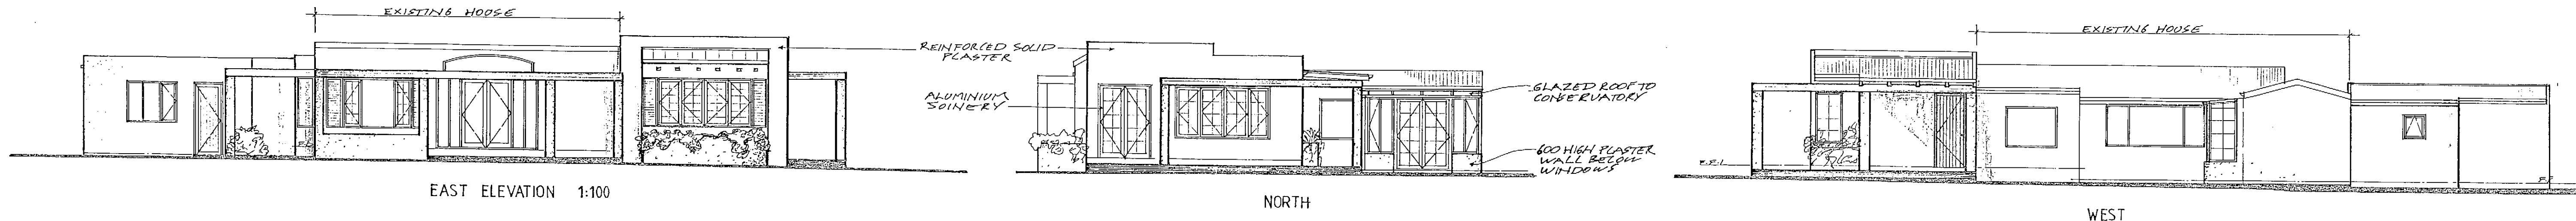 EXISTING HOUSE
EAST ELEVATION 1:100
REINFORCED SOLID
PLASTER
ALUMINIUM
JOINERY
GLAZED ROOF TO
CONSERVATORY
600 HIGH PLASTER
WALL BELOW
WINDOWS
NORTH
EXISTING HOUSE
F.F.L
WEST